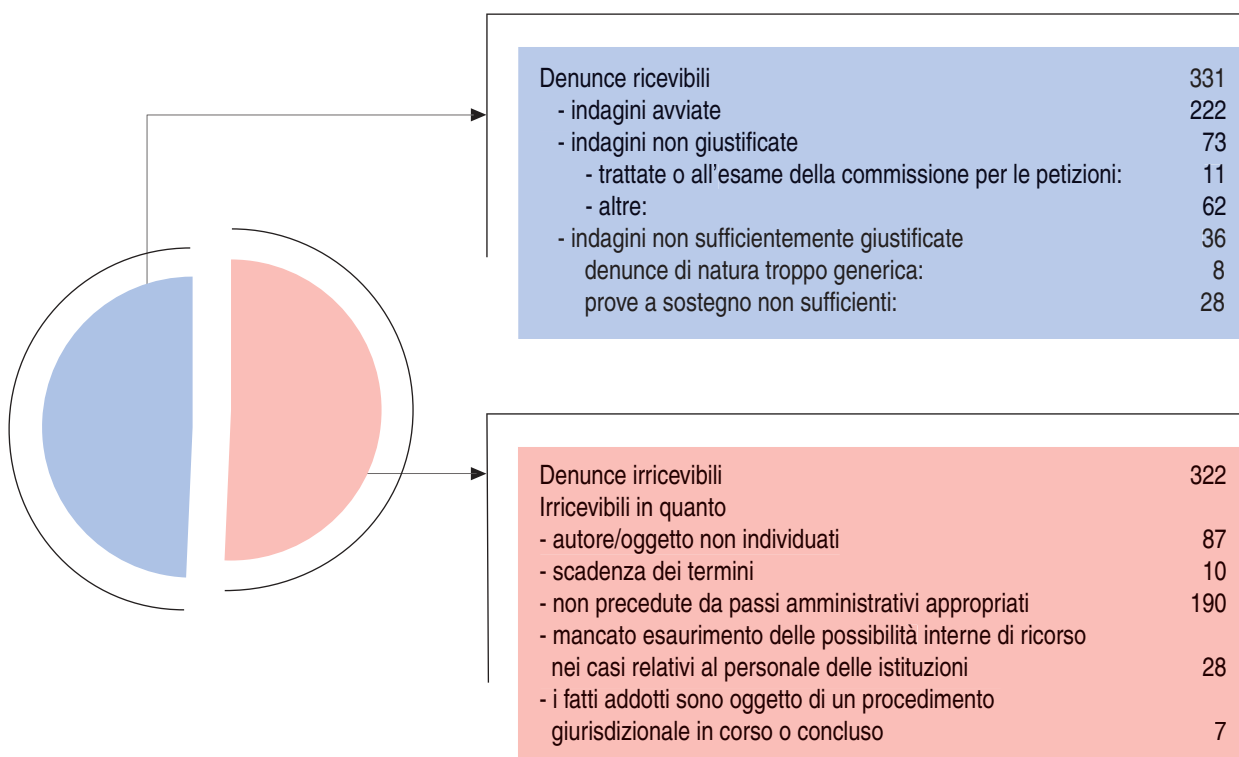 Denunce ricevibili 331
- indagini avviate 222
- indagini non giustificate 73
- trattate o all'esame della commissione per le petizioni: 11
- altre: 62
- indagini non sufficientemente giustificate 36
denunce di natura troppo generica: 8
prove a sostegno non sufficienti: 28
Denunce irricevibili 322
Irricevibili in quanto
- autore/oggetto non individuati 87
- scadenza dei termini 10
- non precedute da passi amministrativi appropriati 190
- mancato esaurimento delle possibilità interne di ricorso
nei casi relativi al personale delle istituzioni 28
- i fatti addotti sono oggetto di un procedimento
giurisdizionale in corso o concluso 7